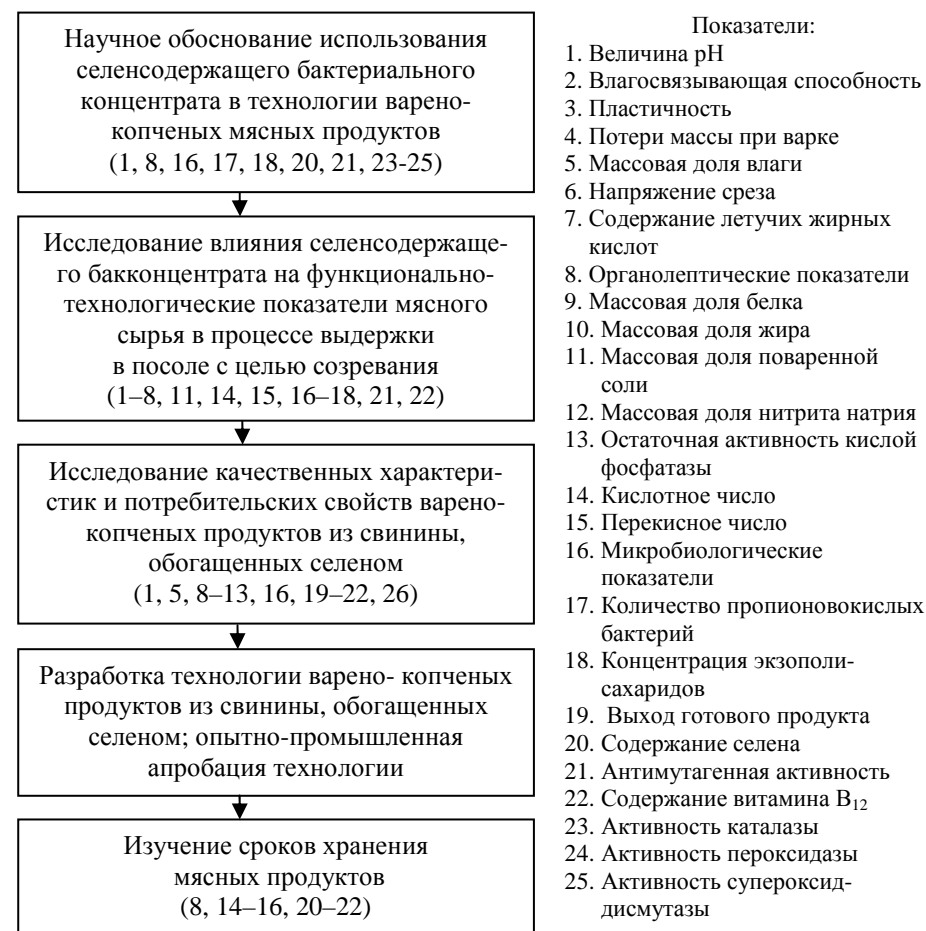 Научное обоснование использования
селенсодержащего бактериального
концентрата в технологии варено-
копченых мясных продуктов
(1, 8, 16, 17, 18, 20, 21, 23-25)
Исследование влияния селенсодержаще-
го бакконцентрата на функционально-
технологические показатели мясного
сырья в процессе выдержки
в посоле с целью созревания
(1–8, 11, 14, 15, 16–18, 21, 22)
Исследование качественных характери-
стик и потребительских свойств варено-
копченых продуктов из свинины,
обогащенных селеном
(1, 5, 8–13, 16, 19–22, 26)
Разработка технологии варено- копченых
продуктов из свинины, обогащенных
селеном; опытно-промышленная
апробация технологии
Изучение сроков хранения
мясных продуктов
(8, 14–16, 20–22)
Показатели:
1. Величина рН
2. Влагосвязывающая способность
3. Пластичность
4. Потери массы при варке
5. Массовая доля влаги
6. Напряжение среза
7. Содержание летучих жирных
кислот
8. Органолептические показатели
9. Массовая доля белка
10. Массовая доля жира
11. Массовая доля поваренной
соли
12. Массовая доля нитрита натрия
13. Остаточная активность кислой
фосфатазы
14. Кислотное число
15. Перекисное число
16. Микробиологические
показатели
17. Количество пропионовокислых
бактерий
18. Концентрация экзополи-
сахаридов
19. Выход готового продукта
20. Содержание селена
21. Антимутагенная активность
22. Содержание витамина В₁₂
23. Активность каталазы
24. Активность пероксидазы
25. Активность супероксид-
дисмутазы